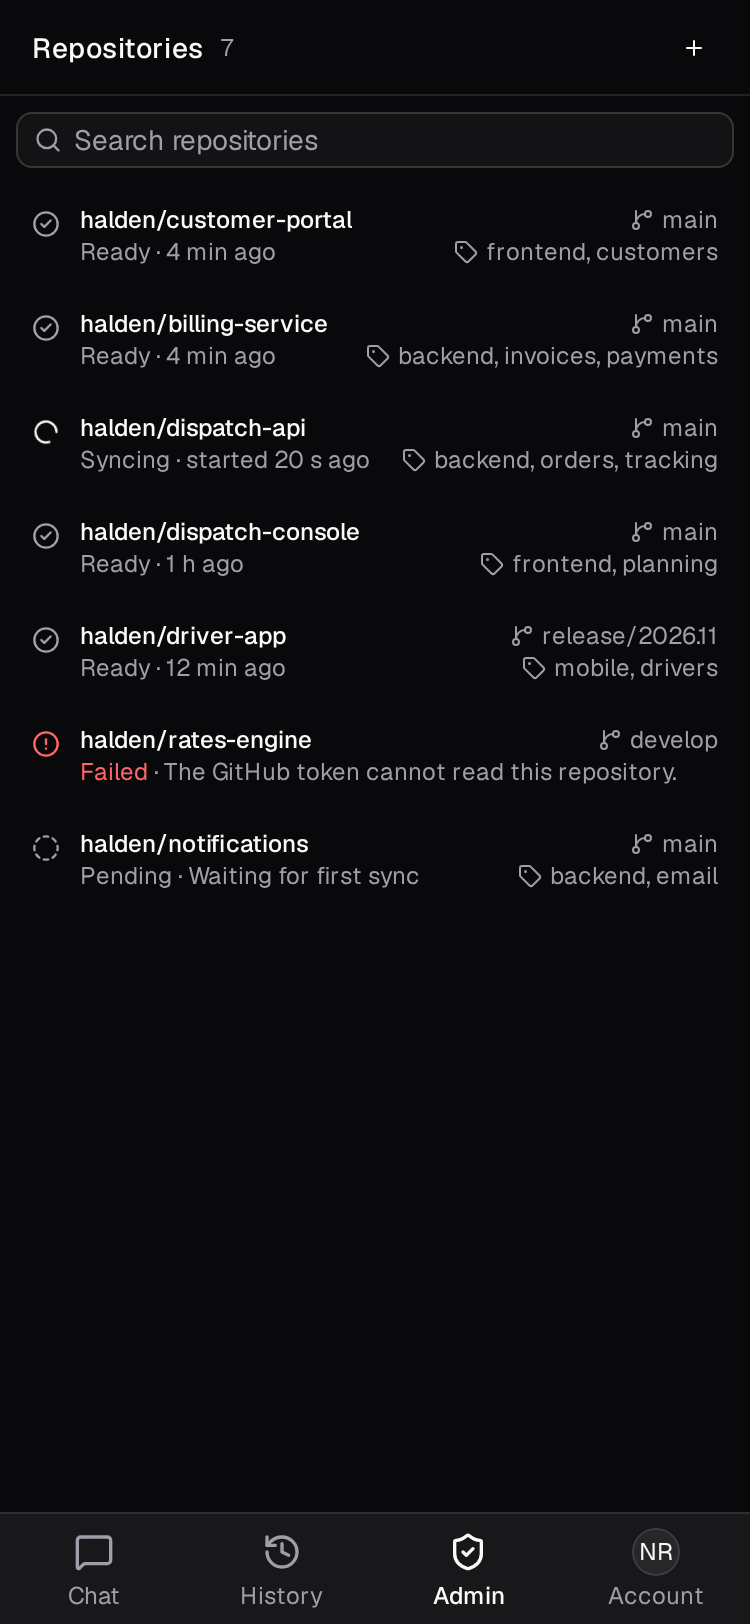 Repositories 7
Search repositories
halden/customer-portal main
Ready · 4 min ago frontend, customers
halden/billing-service main
Ready · 4 min ago backend, invoices, payments
halden/dispatch-api main
Syncing · started 20 s ago backend, orders, tracking
halden/dispatch-console main
Ready · 1 h ago frontend, planning
halden/driver-app release/2026.11
Ready · 12 min ago mobile, drivers
halden/rates-engine develop
Failed · The GitHub token cannot read this repository.
halden/notifications main
Pending · Waiting for first sync backend, email
NR
Chat History Admin Account